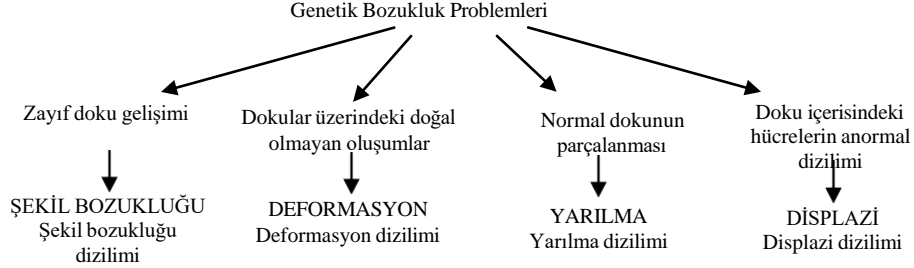 Genetik Bozukluk Problemleri
Zayıf doku gelişimi
ŞEKİL BOZUKLUĞU
Şekil bozukluğu
dizilimi
Dokular üzerindeki doğal
olmayan oluşumlar
DEFORMASYON
Deformasyon dizilimi
Normal dokunun
parçalanması
YARILMA
Yarılma dizilimi
Doku içerisindeki
hücrelerin anormal
dizilimi
DİSPLAZİ
Displazi dizilimi